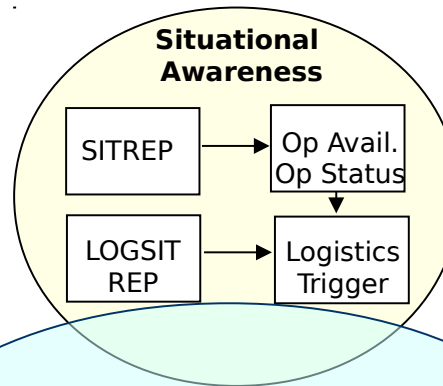 Situational
Awareness
SITREP
Op Avail.
Op Status
LOGSIT
REP
Logistics
Trigger